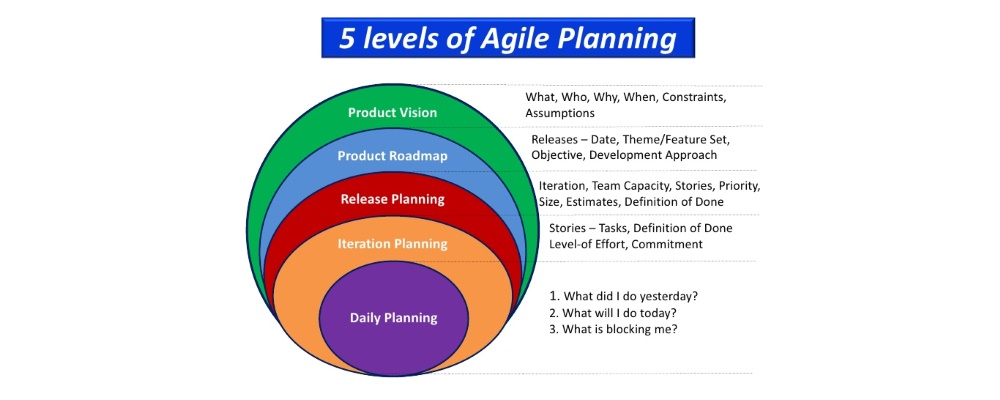 5 levels of Agile Planning
Product Vision
What, Who, Why, When, Constraints,
Assumptions
Product Roadmap
Releases – Date, Theme/Feature Set,
Objective, Development Approach
Release Planning
Iteration, Team Capacity, Stories, Priority,
Size, Estimates, Definition of Done
Iteration Planning
Stories – Tasks, Definition of Done
Level-of Effort, Commitment
Daily Planning
1. What did I do yesterday?
2. What will I do today?
3. What is blocking me?